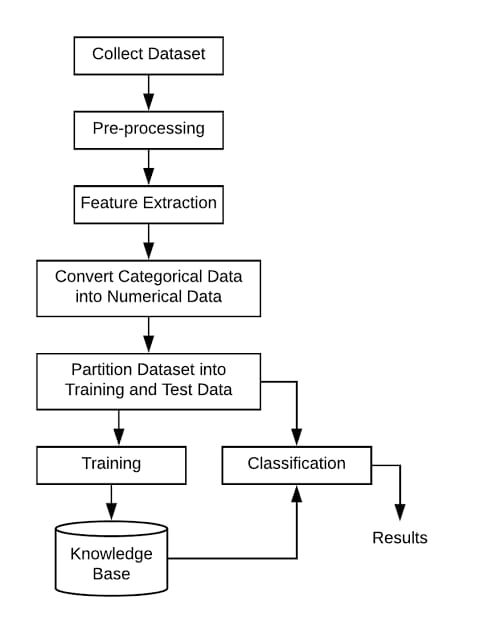 Collect Dataset
Pre-processing
Feature Extraction
Convert Categorical Data
into Numerical Data
Partition Dataset into
Training and Test Data
Training
Classification
Results
Knowledge
Base